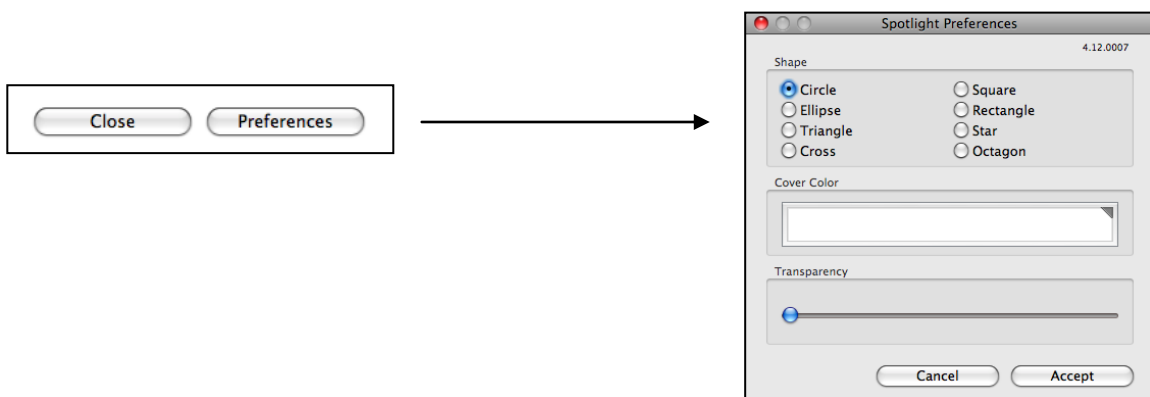 Close Preferences
Spotlight Preferences
4.12.0007
Shape
Circle Square
Ellipse Rectangle
Triangle Star
Cross Octagon
Cover Color
Transparency
Cancel Accept